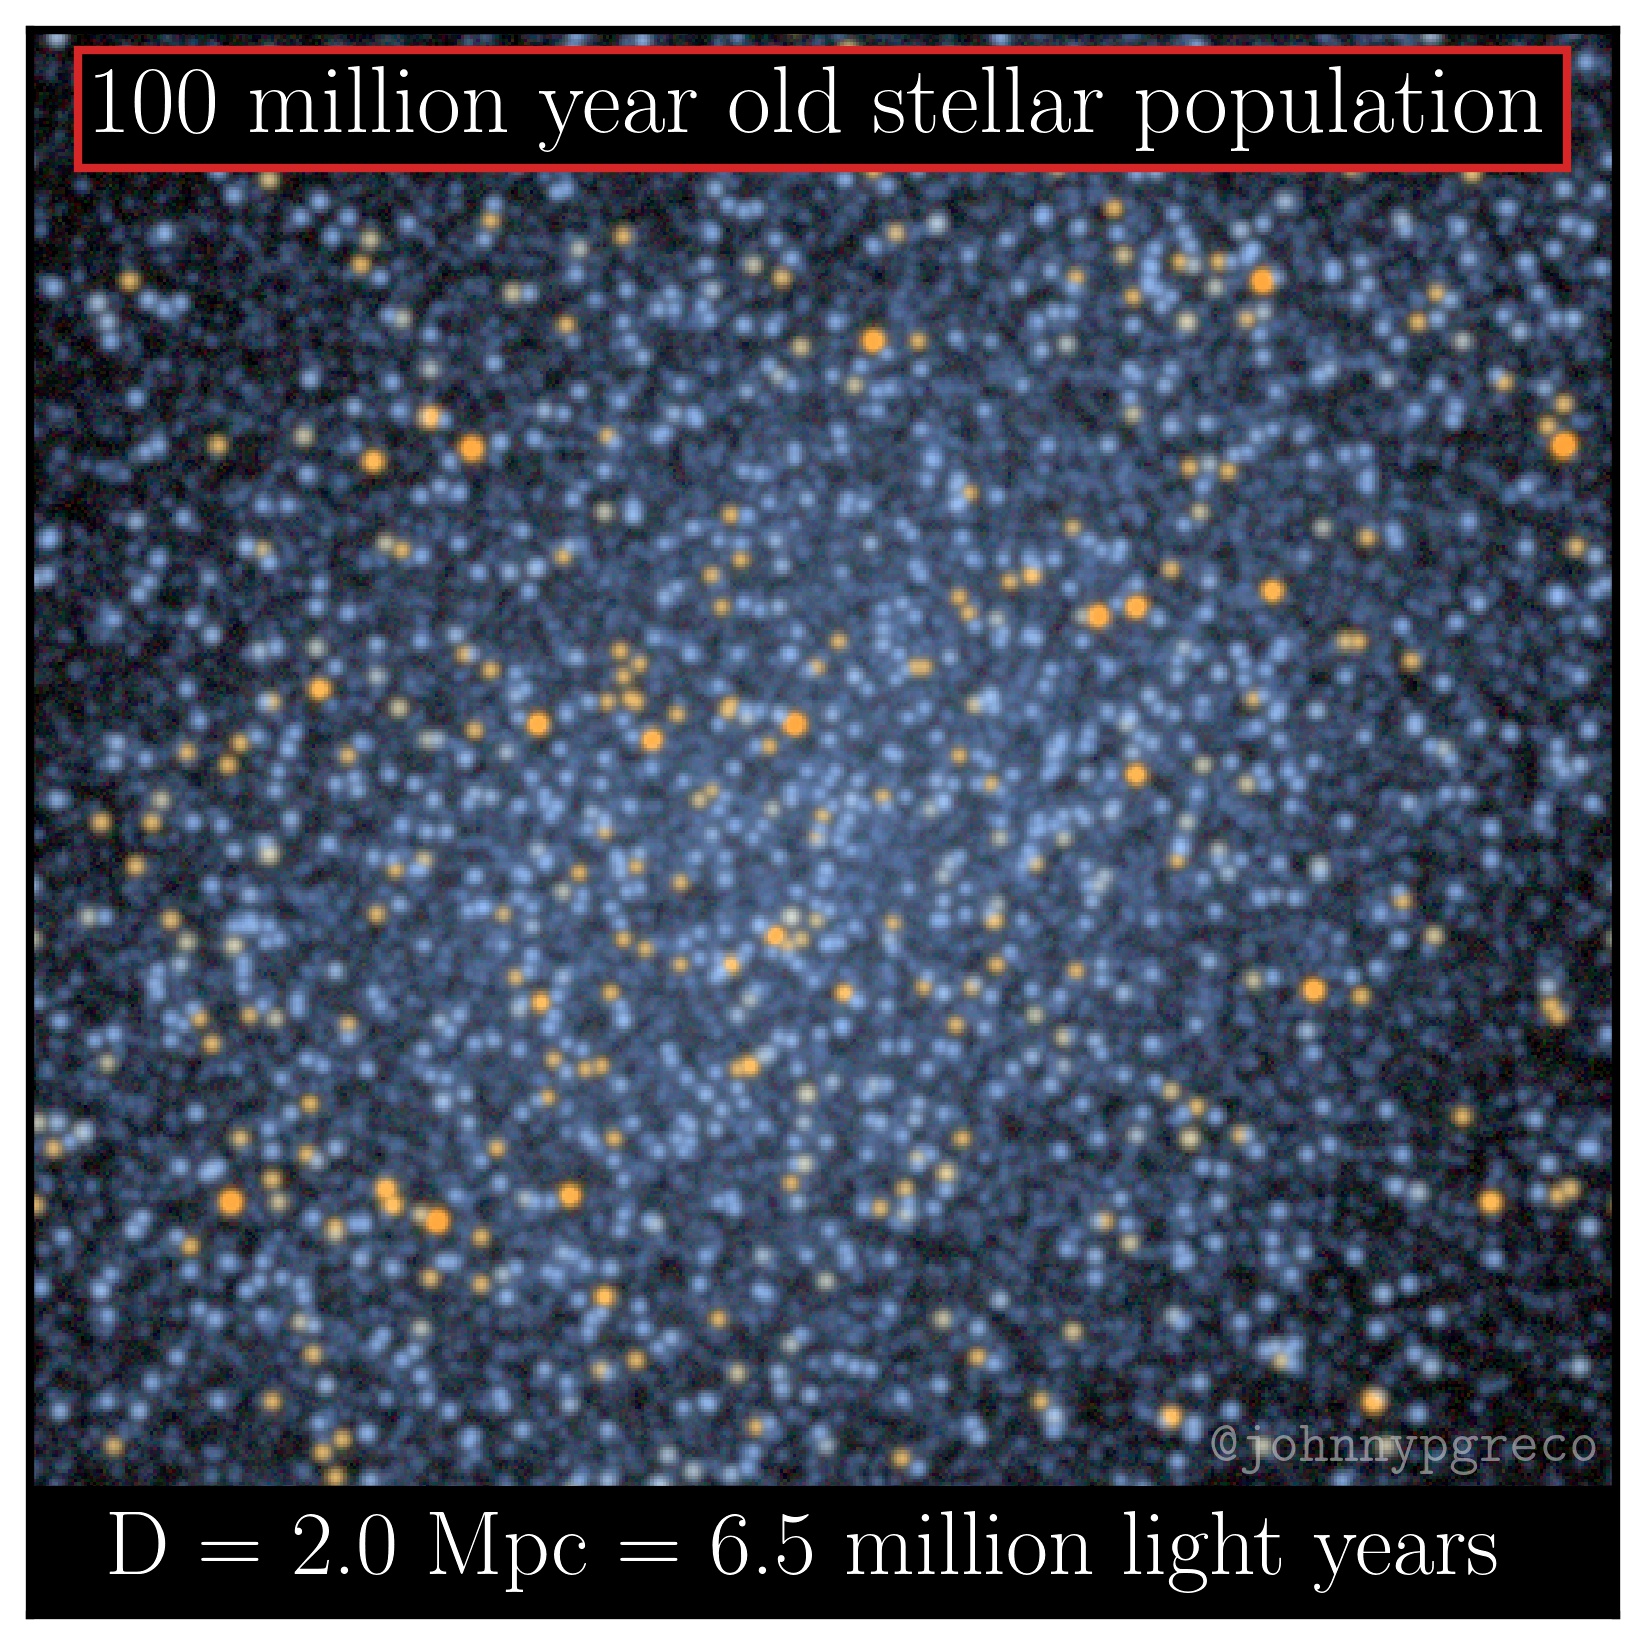 100 million year old stellar population
@johnnypgreco
D = 2.0 Mpc = 6.5 million light years